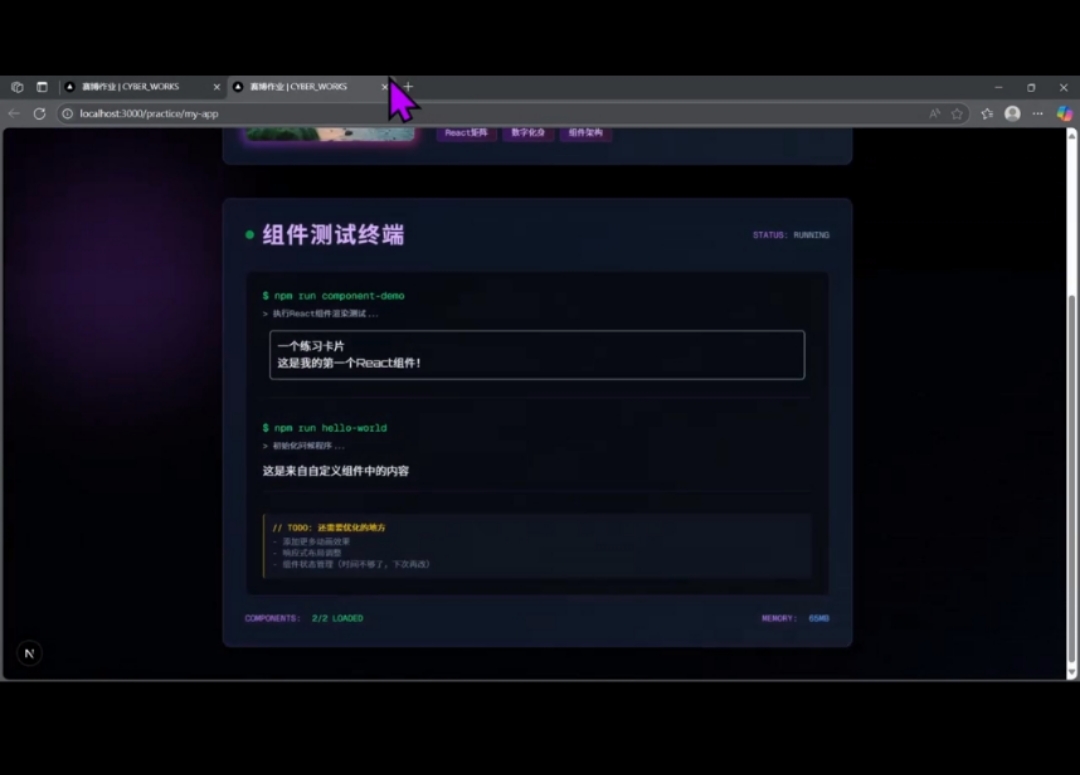 赛博作业 | CYBER_WORKS
赛博作业 | CYBER_WORKS
localhost:3000/practice/my-app
React矩阵 数字化身 组件架构
组件测试终端
STATUS: RUNNING
$ npm run component-demo
> 执行React组件渲染测试...
一个练习卡片
这是我的第一个React组件!
$ npm run hello-world
> 初始化问候程序...
这是来自自定义组件中的内容
// TODO: 还需要优化的地方
- 添加更多动画效果
- 响应式布局调整
- 组件状态管理（时间不够了，下次再改）
COMPONENTS: 2/2 LOADED
MEMORY: 65MB
N